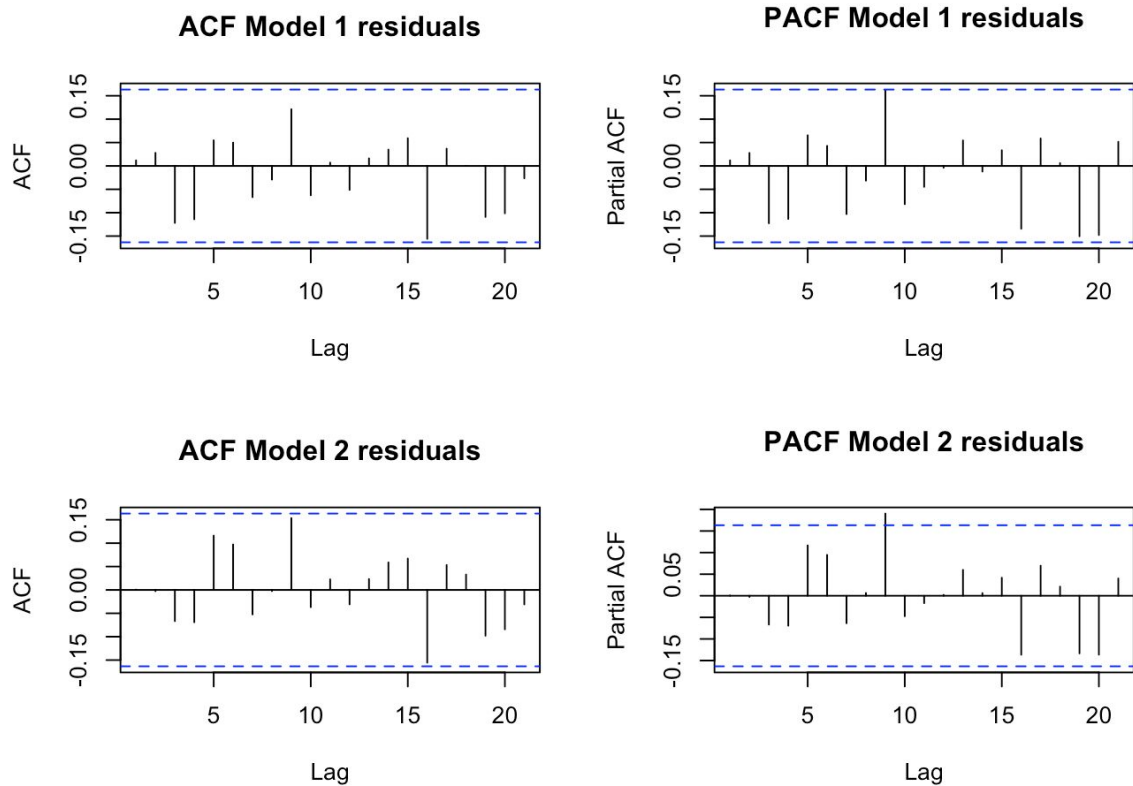 ACF Model 1 residuals
ACF
0.15
0.00
-0.15
5
10
15
20
Lag
PACF Model 1 residuals
Partial ACF
0.15
0.00
-0.15
5
10
15
20
Lag
ACF Model 2 residuals
ACF
0.15
0.00
-0.15
5
10
15
20
Lag
PACF Model 2 residuals
Partial ACF
0.05
-0.15
5
10
15
20
Lag